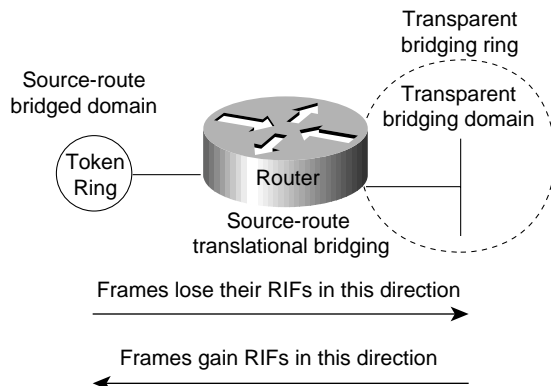 Transparent
bridging ring
Source-route
bridged domain
Transparent
bridging domain
Token
Ring
Router
Source-route
translational bridging
Frames lose their RIFs in this direction
Frames gain RIFs in this direction